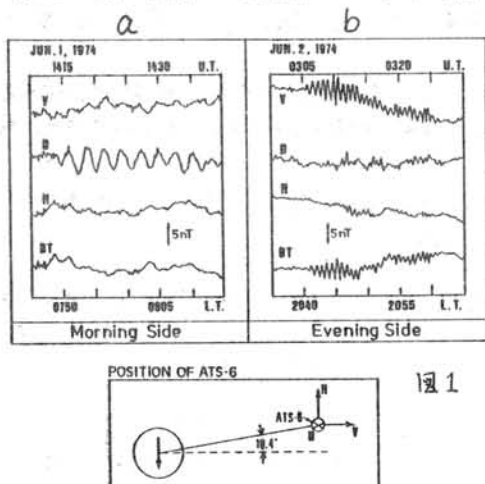 a
b
JUN. 1, 1974
1415
1430
U.T.
V
D
H
5nT
BT
0750
0805
L.T.
Morning Side
JUN. 2, 1974
0305
0320
U.T.
V
D
H
5nT
BT
2940
2055
L.T.
Evening Side
POSITION OF ATS-6
H
ATS-6
D
V
10.4°
図1